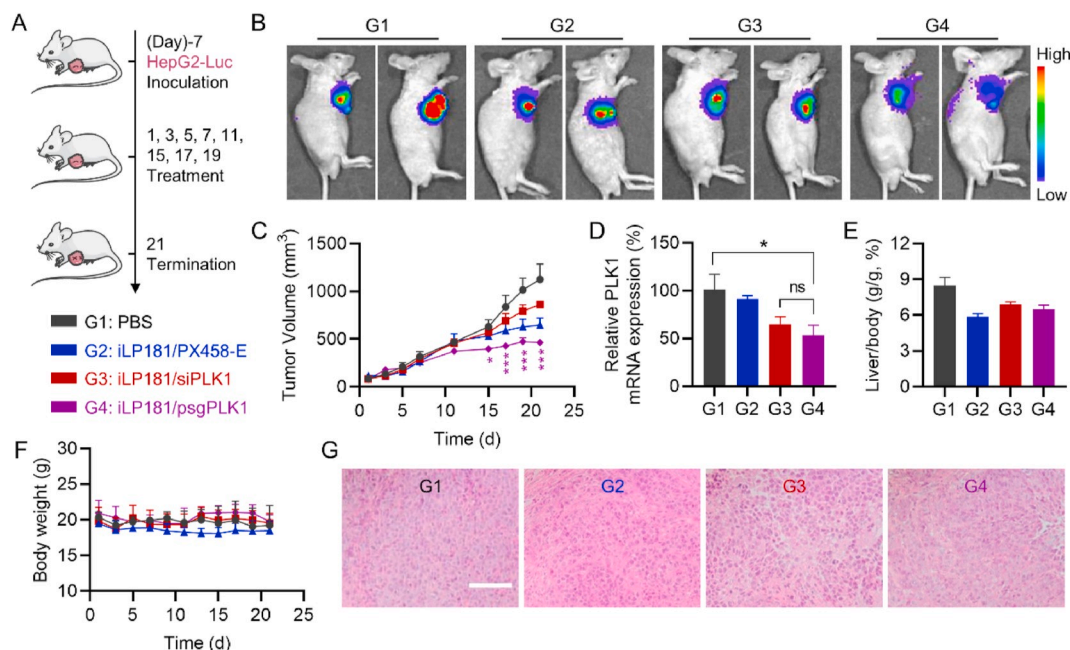 A
(Day)-7
HepG2-Luc
Inoculation
1, 3, 5, 7, 11,
15, 17, 19
Treatment
21
Termination
G1: PBS
G2: iLP181/PX458-E
G3: iLP181/siPLK1
G4: iLP181/psgPLK1
B
G1 G2 G3 G4
High
Low
C
Tumor Volume (mm³)
1500
1000
500
0
0 5 10 15 20 25
Time (d)
* **** *** ***
D
Relative PLK1
mRNA expression (%)
150
100
50
0
*
ns
G1 G2 G3 G4
E
Liver/body (g/g, %)
12
9
6
3
0
G1 G2 G3 G4
F
Body weight (g)
30
25
20
15
10
0 5 10 15 20 25
Time (d)
G
G1 G2 G3 G4